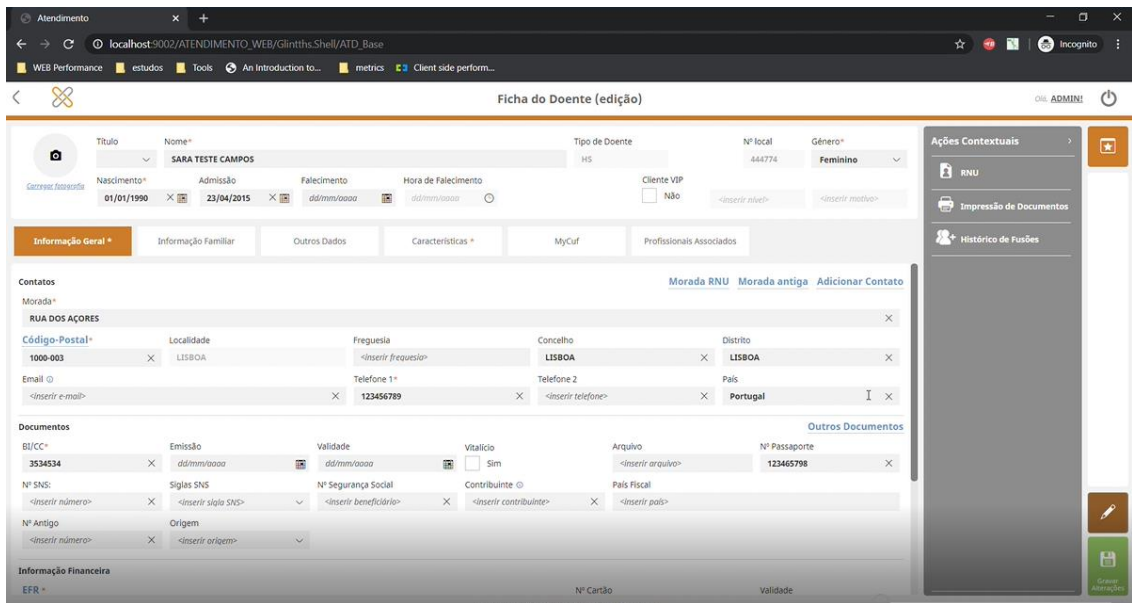 Atendimento
localhost:9002/ATENDIMENTO_WEB/Glintths.Shell/ATD_Base
Incognito
WEB Performance estudos Tools An Introduction to... metrics Client side perform...
Ficha do Doente (edição)
Olá, ADMIN!
Carregar fotografia
Título Nome* Tipo de Doente Nº local Género*
SARA TESTE CAMPOS HS 444774 Feminino
Nascimento* Admissão Falecimento Hora de Falecimento Cliente VIP
01/01/1990 23/04/2015 dd/mm/aaaa dd/mm/aaaa Não <inserir nível> <inserir motivo>
Informação Geral * Informação Familiar Outros Dados Características * MyCuf Profissionais Associados
Contatos Morada RNU Morada antiga Adicionar Contato
Morada*
RUA DOS AÇORES
Código-Postal* Localidade Freguesia Concelho Distrito
1000-003 LISBOA <inserir freguesia> LISBOA LISBOA
Email Telefone 1* Telefone 2 País
<inserir e-mail> 123456789 <inserir telefone> Portugal
Documentos Outros Documentos
BI/CC* Emissão Validade Vitalício Arquivo Nº Passaporte
3534534 dd/mm/aaaa dd/mm/aaaa Sim <inserir arquivo> 123465798
Nº SNS: Siglas SNS Nº Segurança Social Contribuinte País Fiscal
<inserir número> <inserir sigla SNS> <inserir beneficiário> <inserir contribuinte> <inserir país>
Nº Antigo Origem
<inserir número> <inserir origem>
Informação Financeira
EFR * Nº Cartão Validade
Ações Contextuais
RNU
Impressão de Documentos
Histórico de Fusões
Gravar
Alterações